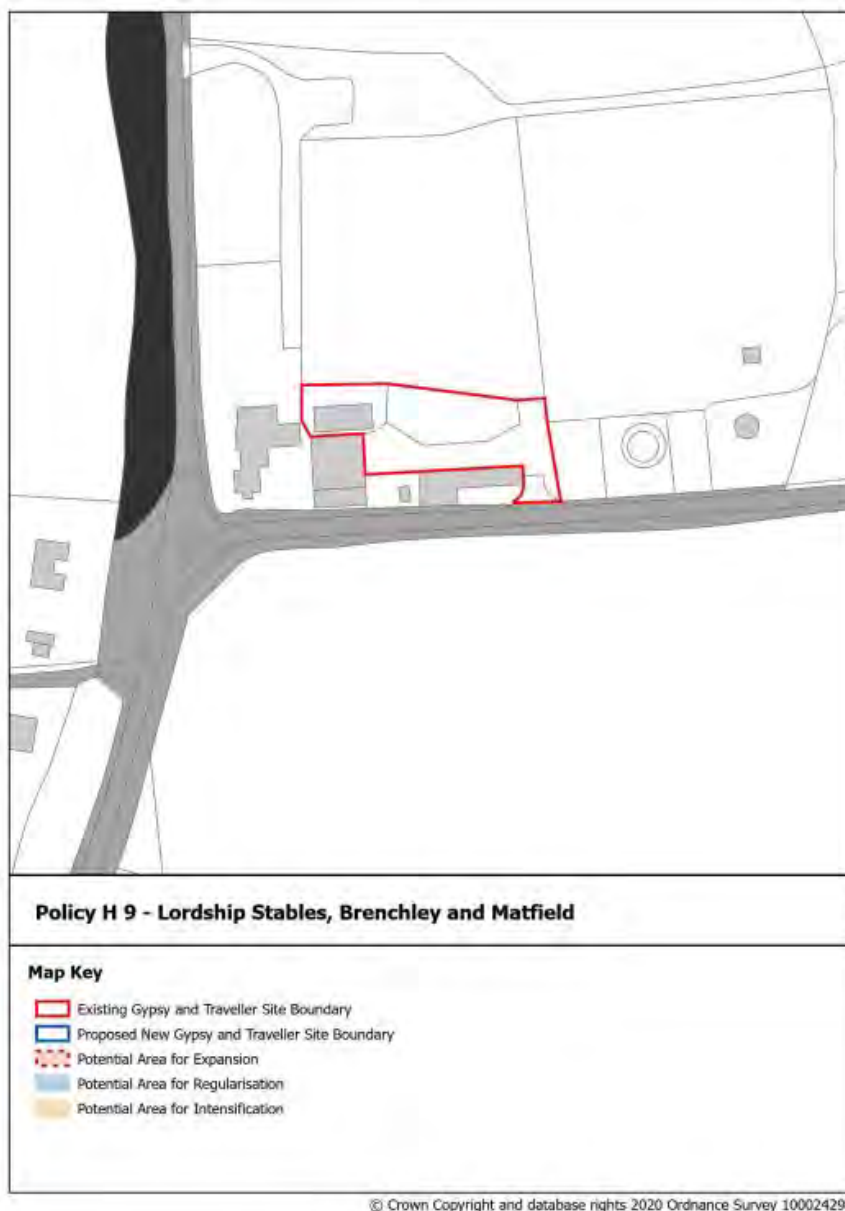 Policy H 9 - Lordship Stables, Brenchley and Matfield
Map Key
Existing Gypsy and Traveller Site Boundary
Proposed New Gypsy and Traveller Site Boundary
Potential Area for Expansion
Potential Area for Regularisation
Potential Area for Intensification
© Crown Copyright and database rights 2020 Ordnance Survey 10002429